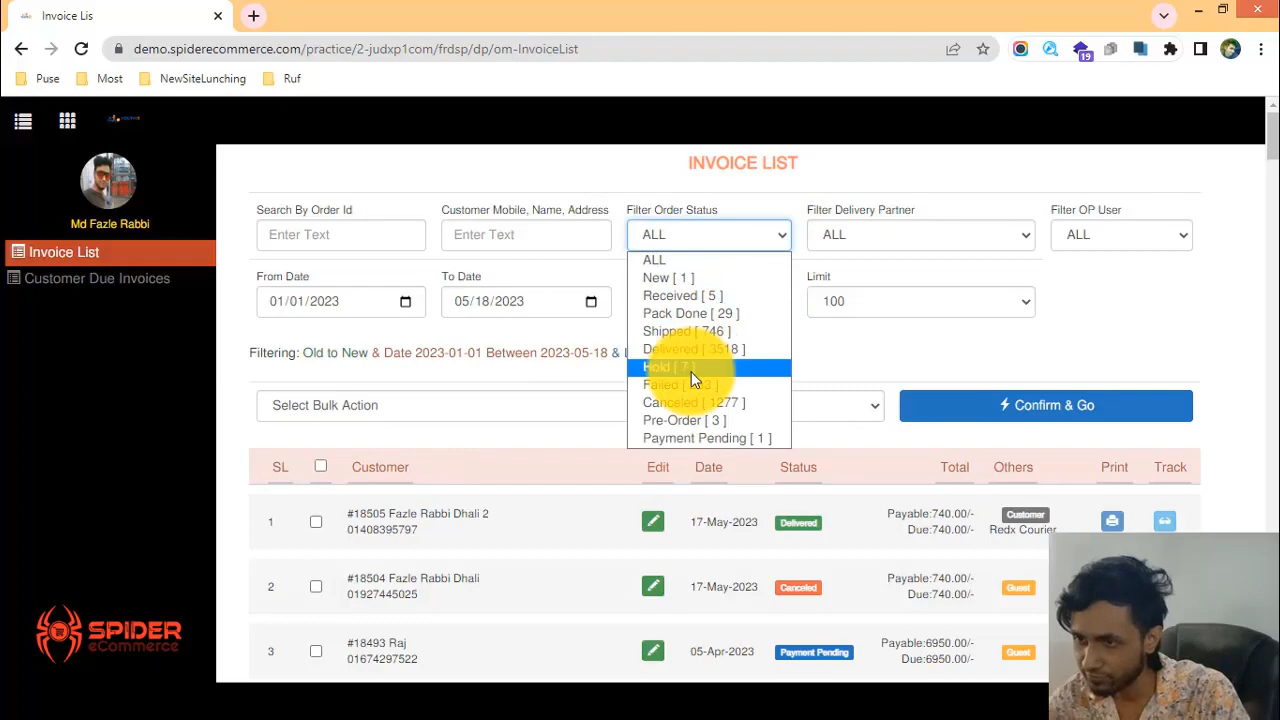 Invoice Lis
demo.spiderecommerce.com/practice/2-judxp1com/frdsp/dp/om-InvoiceList
19
Puse Most NewSiteLunching Ruf
Md Fazle Rabbi
Invoice List
Customer Due Invoices
SPIDER
eCommerce
INVOICE LIST
Search By Order Id Customer Mobile, Name, Address Filter Order Status Filter Delivery Partner Filter OP User
Enter Text Enter Text ALL ALL ALL
ALL
New [ 1 ]
Received [ 5 ]
Pack Done [ 29 ]
Shipped [ 746 ]
Delivered [ 3518 ]
Hold [ 7 ]
Failed
Canceled [ 1277 ]
Pre-Order [ 3 ]
Payment Pending [ 1 ]
From Date To Date Limit
01/01/2023 05/18/2023 100
Filtering: Old to New & Date 2023-01-01 Between 2023-05-18 &
Select Bulk Action Confirm & Go
SL Customer Edit Date Status Total Others Print Track
1 #18505 Fazle Rabbi Dhali 2 17-May-2023 Delivered Payable:740.00/- Customer
01408395797 Due:740.00/- Redx Courier
2 #18504 Fazle Rabbi Dhali 17-May-2023 Canceled Payable:740.00/- Guest
01927445025 Due:740.00/-
3 #18493 Raj 05-Apr-2023 Payment Pending Payable:6950.00/- Guest
01674297522 Due:6950.00/-